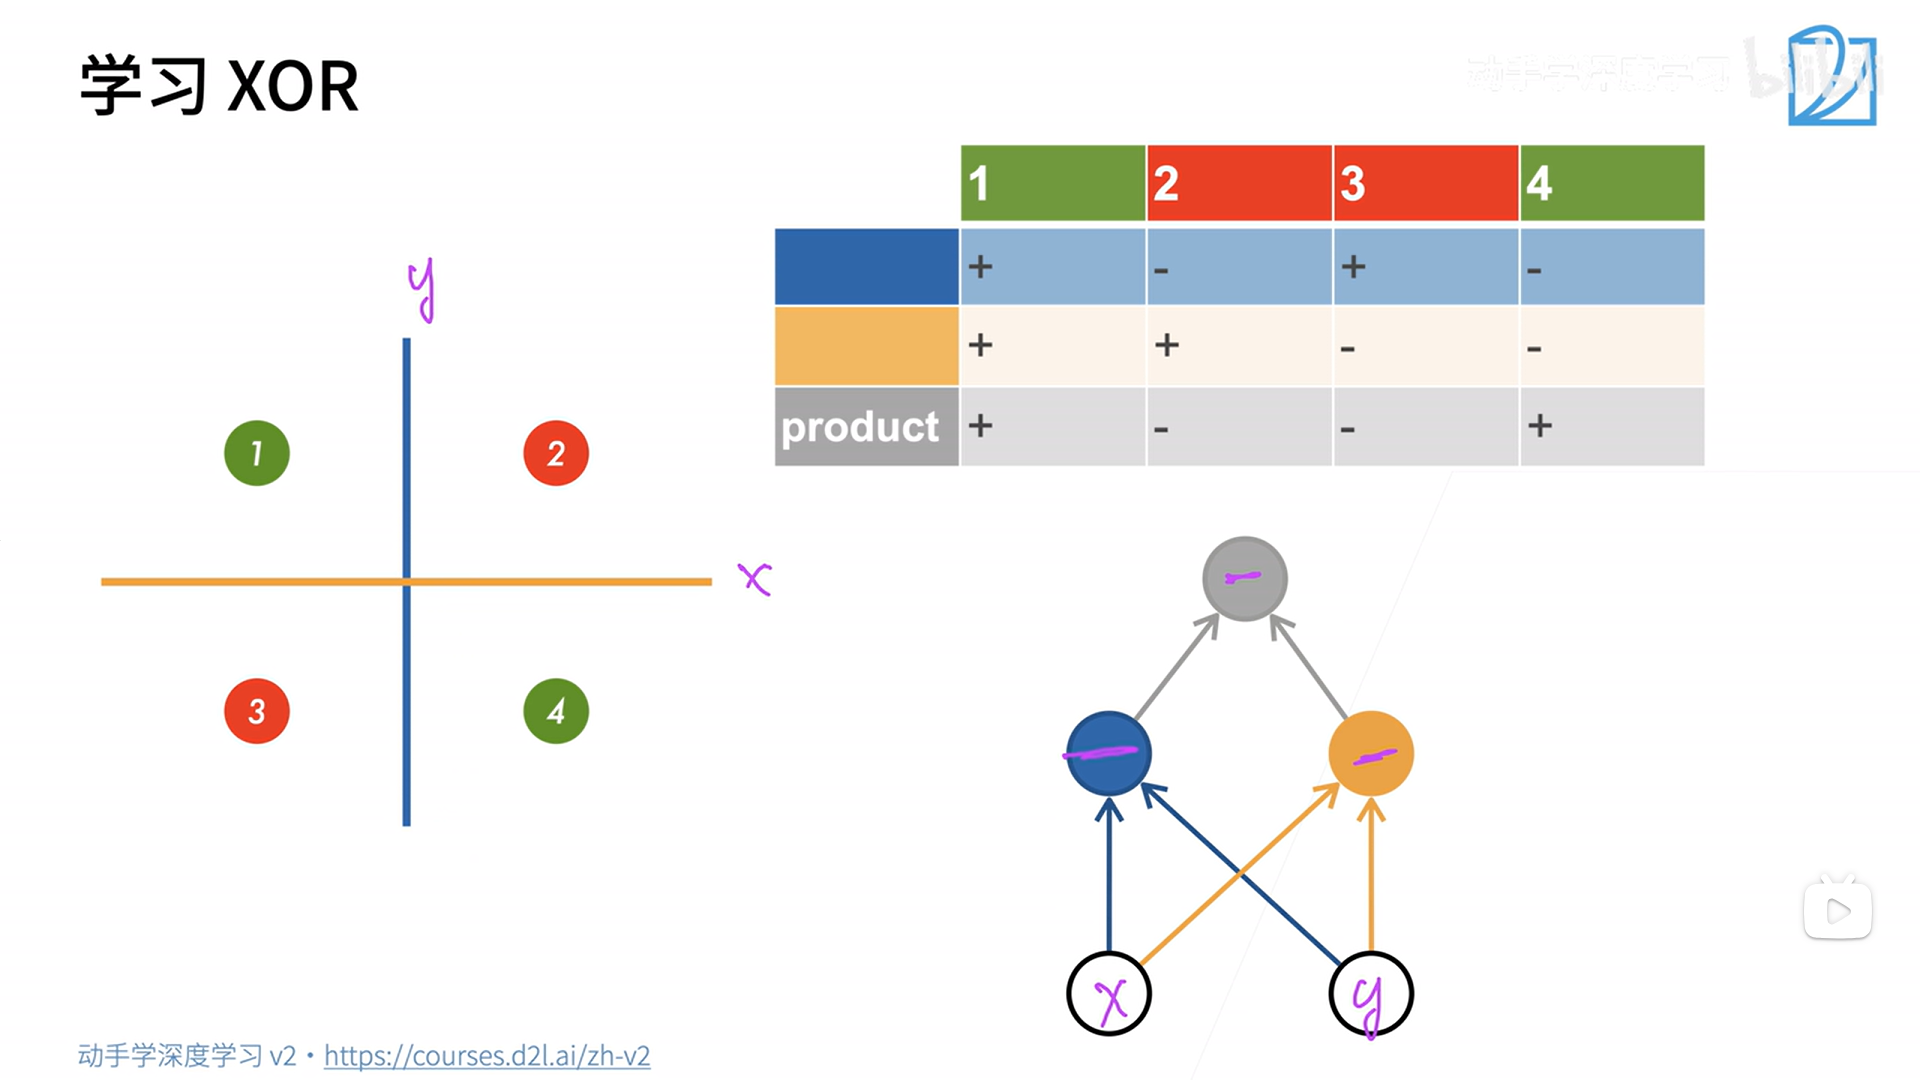 学习 XOR
动手学深度学习 bilibili
1 2 3 4
+ - + -
+ + - -
product + - - +
y
1 2
x
3 4
-
- -
x y
动手学深度学习 v2 · https://courses.d2l.ai/zh-v2